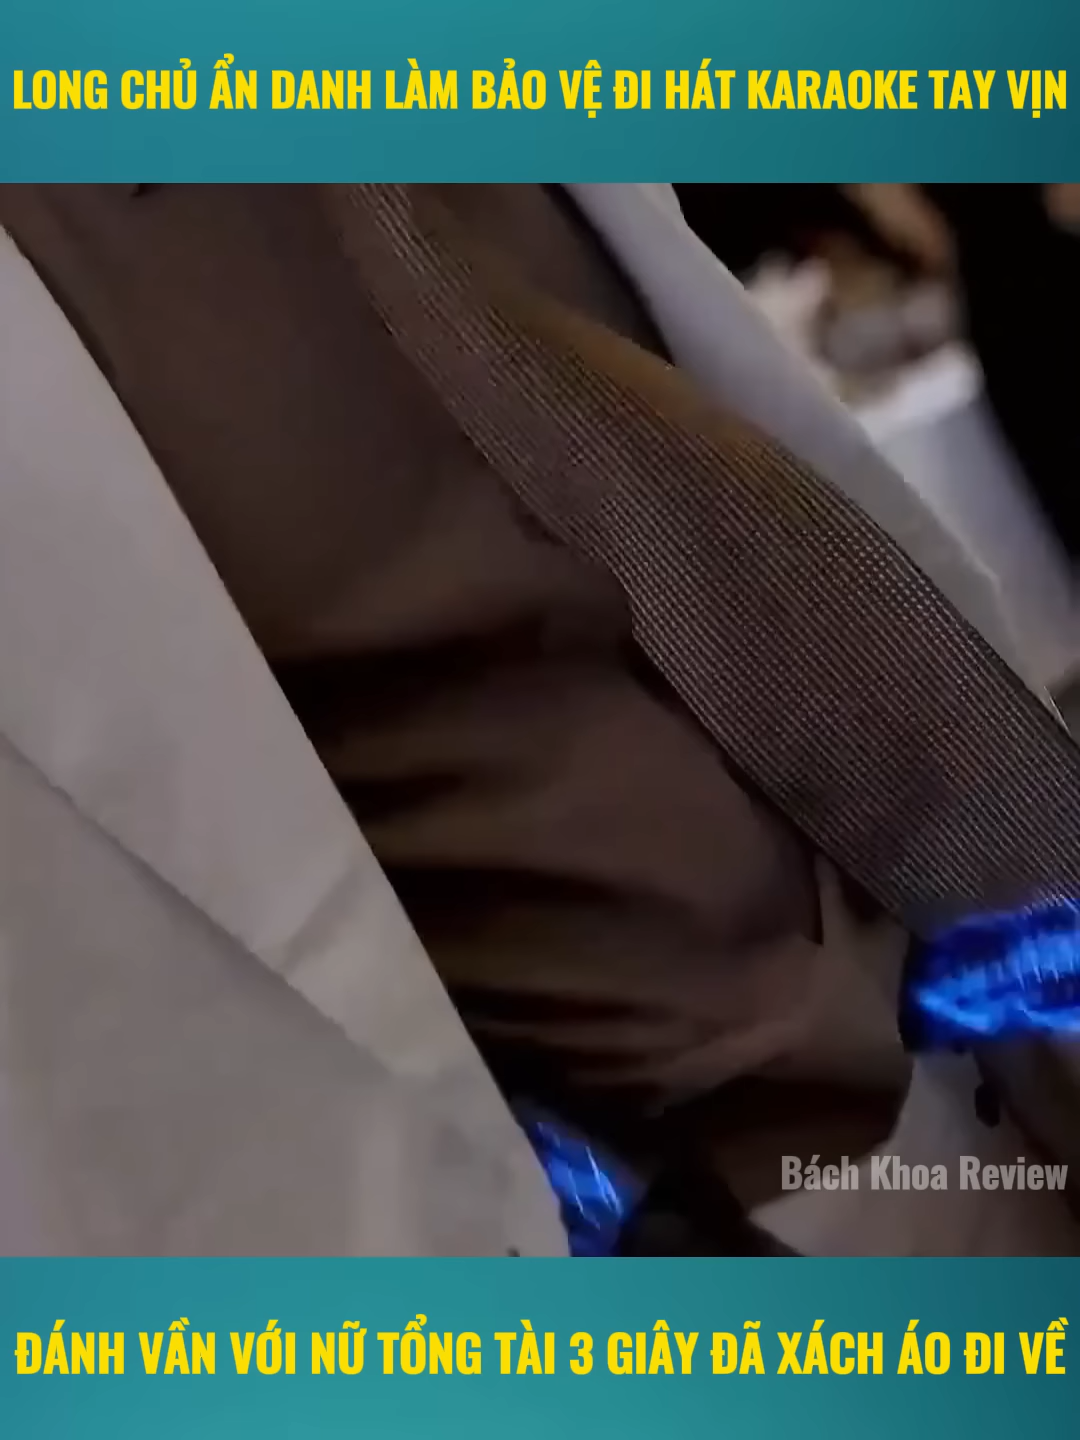 LONG CHỦ ẨN DANH LÀM BẢO VỆ ĐI HÁT KARAOKE TAY VỊN
Bách Khoa Review
ĐÁNH VẦN VỚI NỮ TỔNG TÀI 3 GIÂY ĐÃ XÁCH ÁO ĐI VỀ